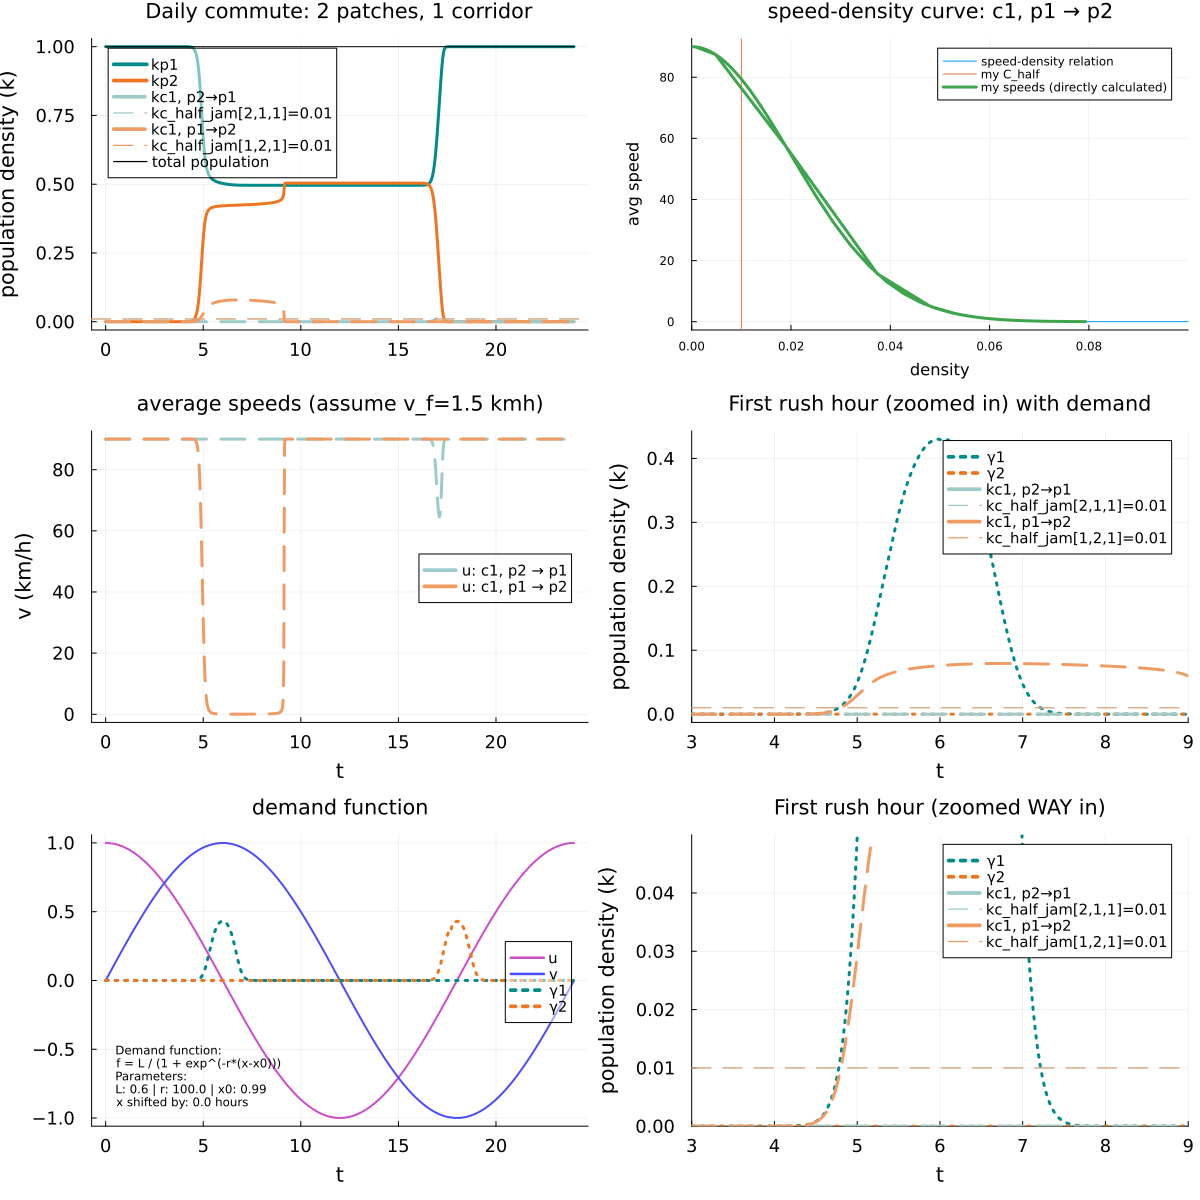 Daily commute: 2 patches, 1 corridor
population density (k)
1.00
0.75
0.50
0.25
0.00
kp1
kp2
kc1, p2→p1
kc_half_jam[2,1,1]=0.01
kc1, p1→p2
kc_half_jam[1,2,1]=0.01
total population
0
5
10
15
20
speed-density curve: c1, p1 → p2
avg speed
80
60
40
20
0
speed-density relation
my C_half
my speeds (directly calculated)
0.00
0.02
0.04
0.06
0.08
density
average speeds (assume v_f=1.5 kmh)
v (km/h)
80
60
40
20
0
u: c1, p2 → p1
u: c1, p1 → p2
0
5
10
15
20
t
First rush hour (zoomed in) with demand
population density (k)
0.4
0.3
0.2
0.1
0.0
γ1
γ2
kc1, p2→p1
kc_half_jam[2,1,1]=0.01
kc1, p1→p2
kc_half_jam[1,2,1]=0.01
3
4
5
6
7
8
9
t
demand function
1.0
0.5
0.0
−0.5
−1.0
u
v
γ1
γ2
Demand function:
f = L / (1 + exp^(-r*(x-x0)))
Parameters:
L: 0.6 | r: 100.0 | x0: 0.99
x shifted by: 0.0 hours
0
5
10
15
20
t
First rush hour (zoomed WAY in)
population density (k)
0.04
0.03
0.02
0.01
0.00
γ1
γ2
kc1, p2→p1
kc_half_jam[2,1,1]=0.01
kc1, p1→p2
kc_half_jam[1,2,1]=0.01
3
4
5
6
7
8
9
t